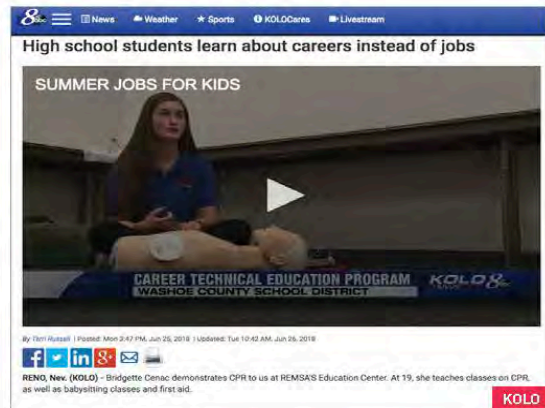 8 abc News Weather Sports KOLOCares Livestream
High school students learn about careers instead of jobs
SUMMER JOBS FOR KIDS
CAREER TECHNICAL EDUCATION PROGRAM KOLO 8
WASHOE COUNTY SCHOOL DISTRICT
By Terri Russell | Posted: Mon 2:47 PM, Jun 25, 2018 | Updated: Tue 10:42 AM, Jun 26, 2018
f in g+
RENO, Nev. (KOLO) - Bridgette Cenac demonstrates CPR to us at REMSA'S Education Center. At 19, she teaches classes on CPR,
as well as babysitting classes and first aid.
KOLO